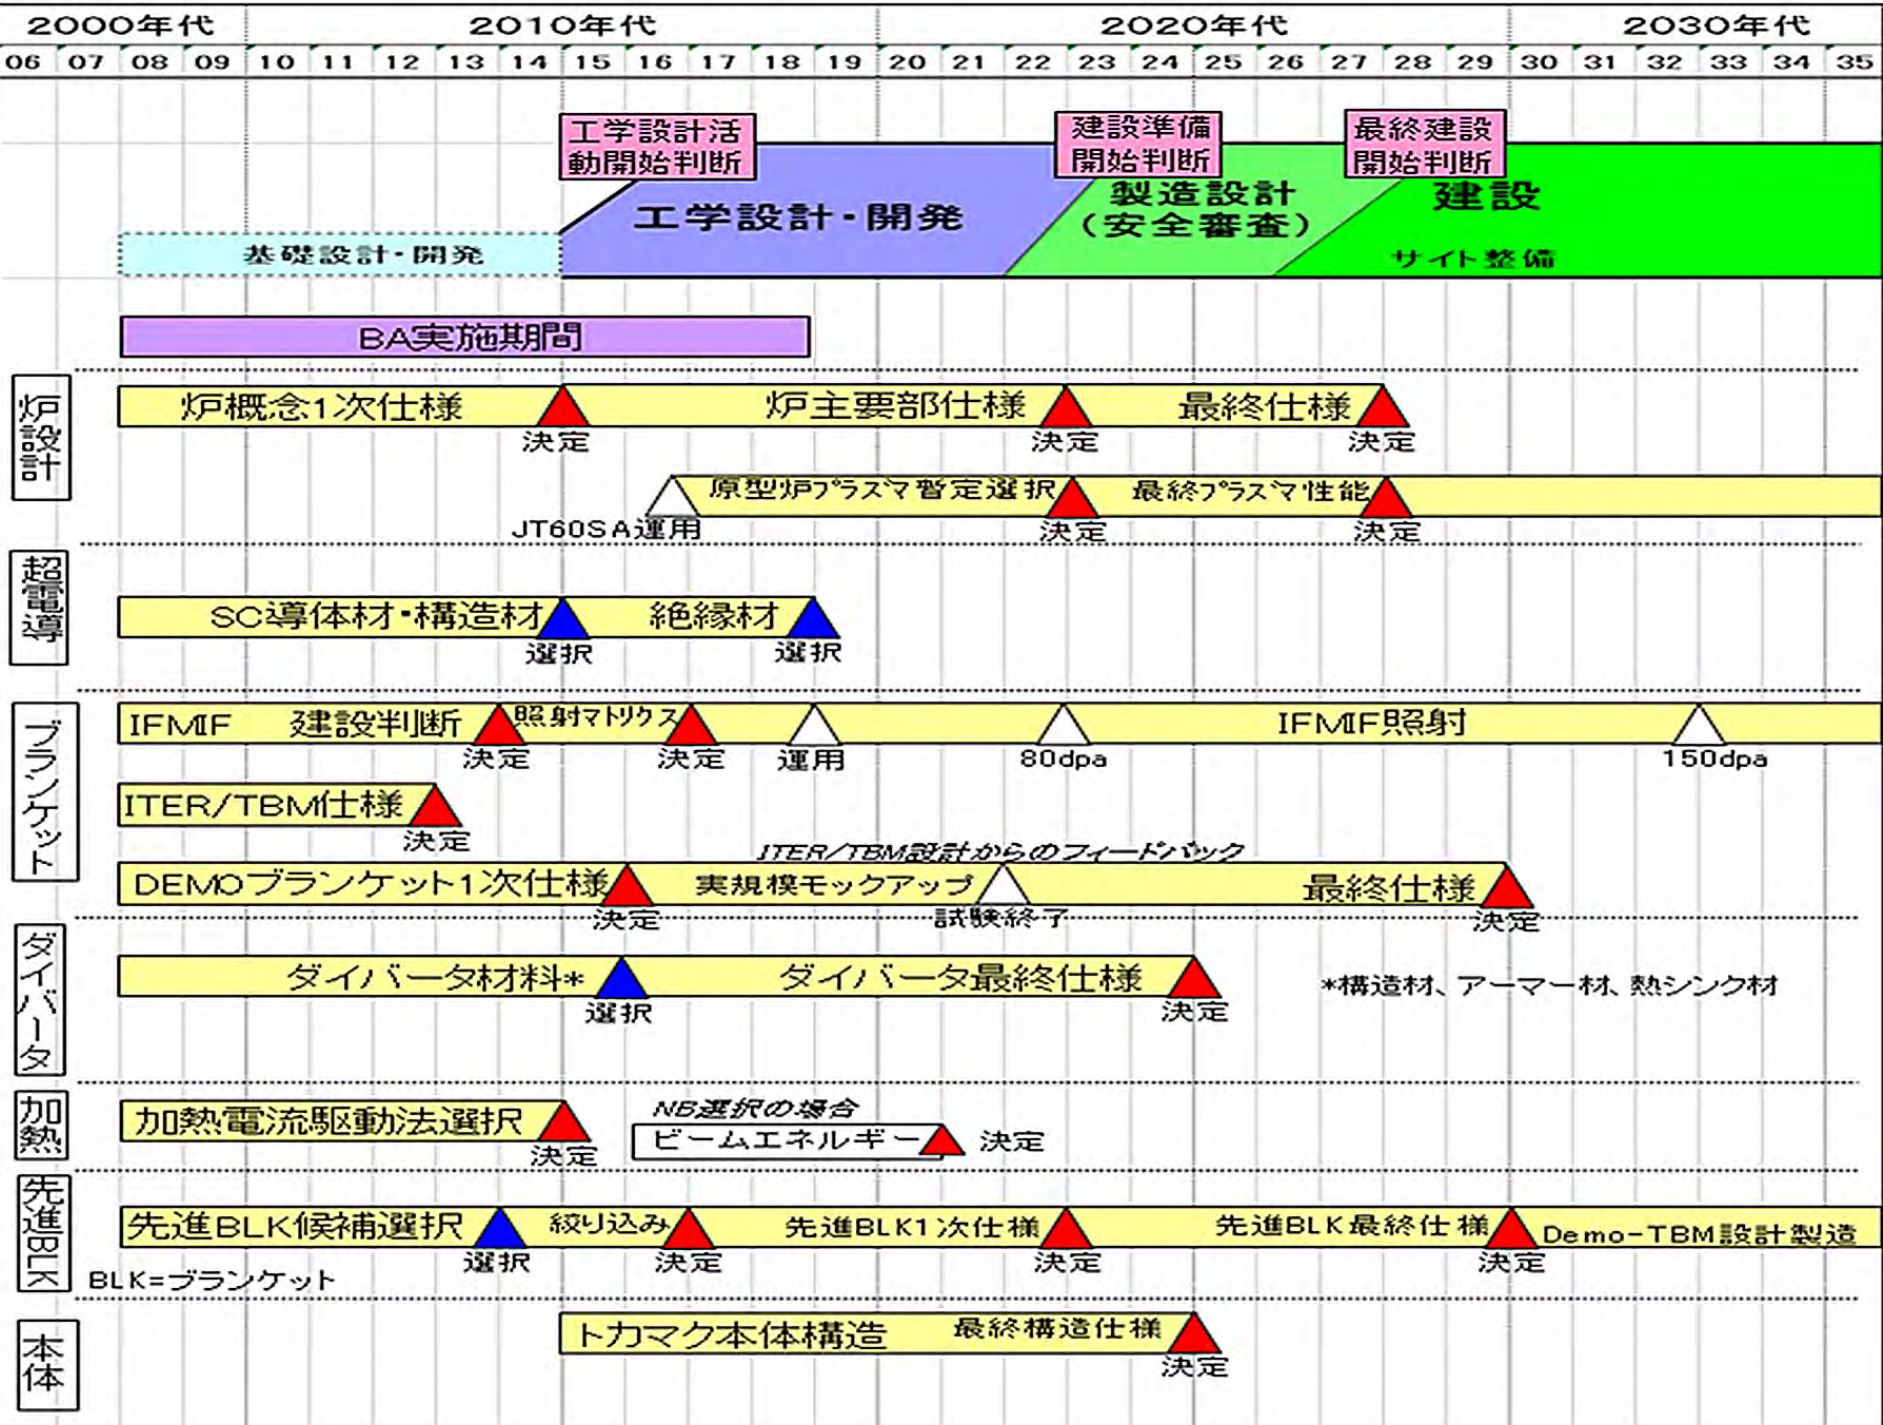 2000年代 2010年代 2020年代 2030年代
06 07 08 09 10 11 12 13 14 15 16 17 18 19 20 21 22 23 24 25 26 27 28 29 30 31 32 33 34 35
工学設計活
動開始判断
建設準備
開始判断
最終建設
開始判断
基礎設計・開発
工学設計・開発
製造設計
(安全審査)
建設
サイト整備
BA実施期間
炉設計
炉概念1次仕様
決定
炉主要部仕様
決定
最終仕様
決定
JT60SA運用
原型炉プラズマ暫定選択
決定
最終プラズマ性能
決定
超電導
SC導体材・構造材
選択
絶縁材
選択
ブランケット
IFMIF 建設判断
決定
照射マトリクス
決定
運用
80dpa
IFMIF照射
150dpa
ITER/TBM仕様
決定
ITER/TBM設計からのフィードバック
DEMOブランケット1次仕様
決定
実規模モックアップ
試験終了
最終仕様
決定
ダイバータ
ダイバータ材料*
選択
ダイバータ最終仕様
決定
*構造材、アーマー材、熱シンク材
加熱
加熱電流駆動法選択
決定
NB選択の場合
ビームエネルギー
決定
先進BLK
先進BLK候補選択
選択
絞り込み
決定
先進BLK1次仕様
決定
先進BLK最終仕様
決定
Demo-TBM設計製造
BLK=ブランケット
本体
トカマク本体構造
最終構造仕様
決定